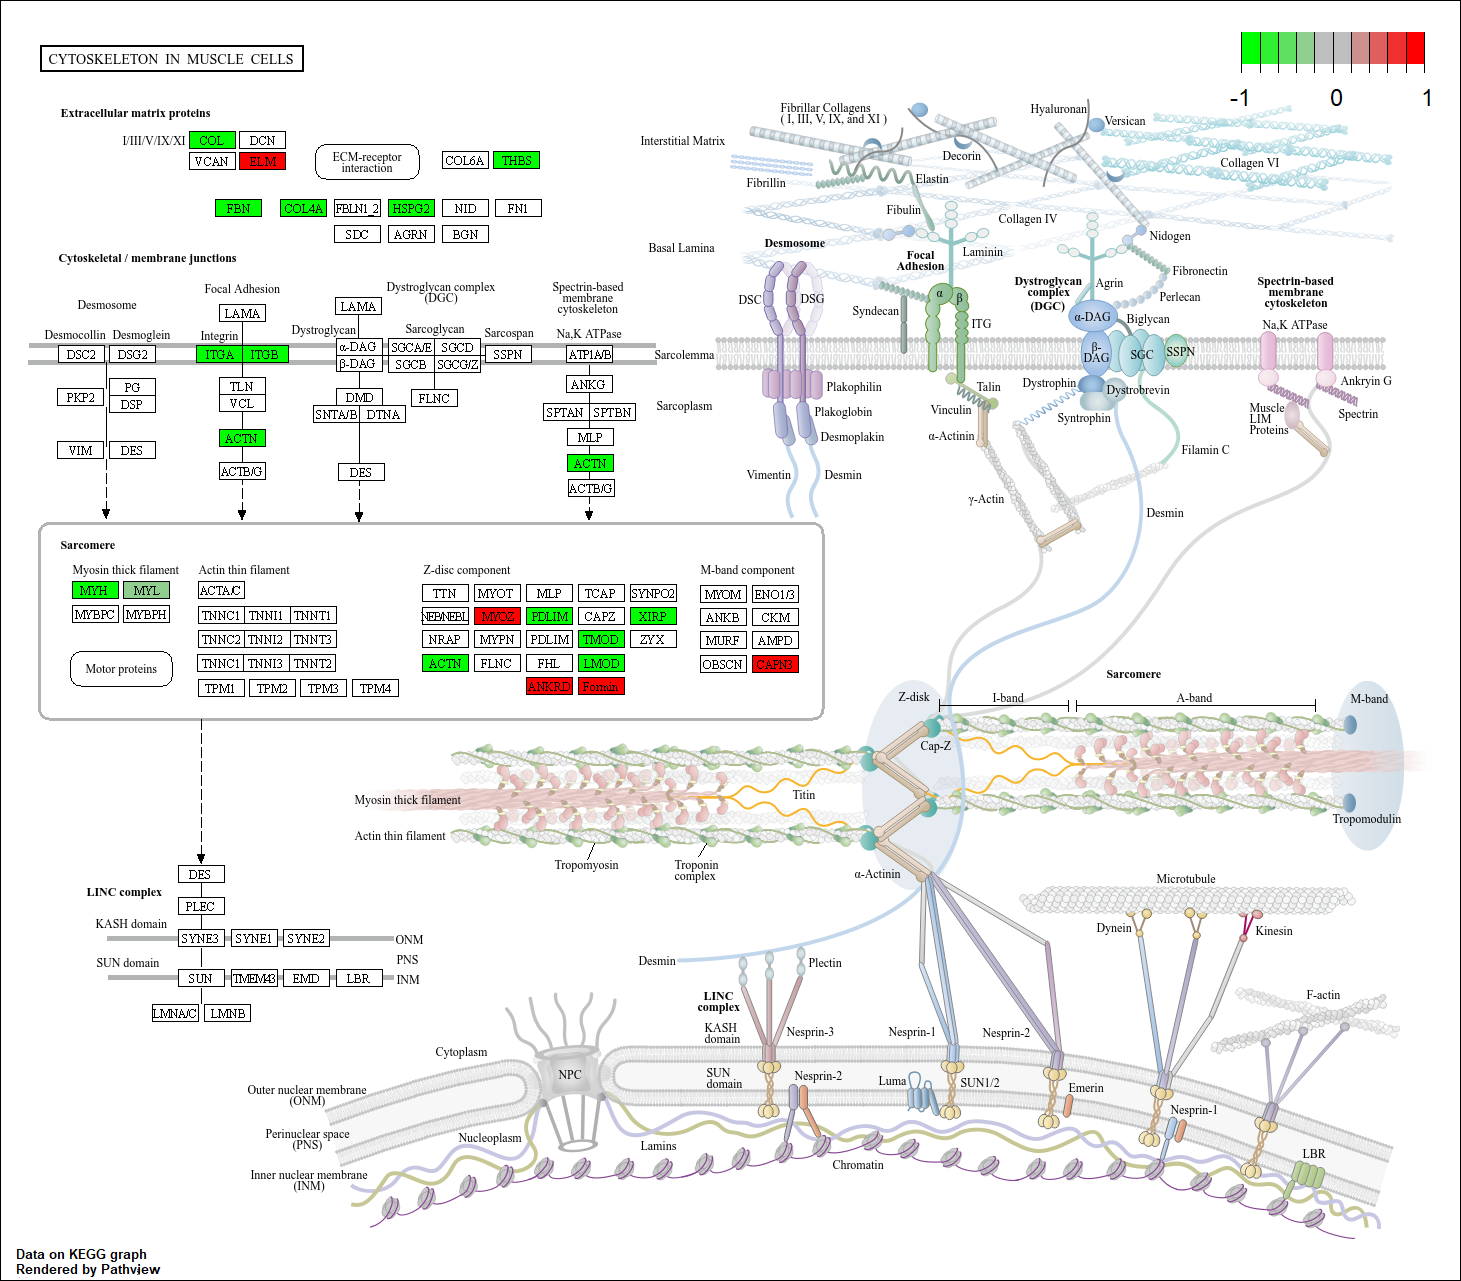 CYTOSKELETON IN MUSCLE CELLS
-1 0 1
Extracellular matrix proteins
I/III/V/IX/XI COL DCN
VCAN ELM
ECM-receptor
interaction
COL6A THBS
FBN COL4A FBLN1_2 HSPG2 NID FN1
SDC AGRN BGN
Cytoskeletal / membrane junctions
Desmosome
Focal Adhesion
Dystroglycan complex
(DGC)
Spectrin-based
membrane
cytoskeleton
LAMA
LAMA
Desmocollin Desmoglein Integrin Dystroglycan Sarcoglycan Sarcospan Na,K ATPase
DSC2 DSG2 ITGA ITGB α-DAG SGCA/E SGCD SSPN ATP1A/B
β-DAG SGCB SGCG/Z
PKP2 PG
DSP
TLN
VCL
DMD FLNC
SNTA/B DTNA
ANKG
SPTAN SPTBN
MLP
ACTN
ACTN
VIM DES ACTB/G DES
ACTB/G
Sarcomere
Myosin thick filament Actin thin filament Z-disc component M-band component
MYH MYL
MYBPC MYBPH
Motor proteins
ACTA/C
TNNC1 TNNI1 TNNT1
TNNC2 TNNI2 TNNT3
TNNC1 TNNI3 TNNT2
TPM1 TPM2 TPM3 TPM4
TTN MYOT MLP TCAP SYNPO2
MYOZ PDLIM CAPZ XIRP
NRAP MYPN PDLIM TMOD ZYX
ACTN FLNC FHL LMOD
ANKRD Formin
MYOM ENO1/3
ANKB CKM
MURF AMPD
OBSCN CAPN3
LINC complex
DES
PLEC
KASH domain
SYNE3 SYNE1 SYNE2 ONM
PNS
SUN domain
SUN TMEM43 EMD LBR INM
LMNA/C LMNB
Interstitial Matrix
Fibrillar Collagens
( I, III, V, IX, and XI )
Hyaluronan
Versican
Decorin
Collagen VI
Fibrillin
Elastin
Fibulin
Collagen IV
Nidogen
Basal Lamina
Desmosome
Focal
Adhesion
Laminin
Dystroglycan
complex
(DGC)
Fibronectin
Agrin
Perlecan
Spectrin-based
membrane
cytoskeleton
DSC DSG
Syndecan
α β
ITG
α-DAG
Biglycan
Na,K ATPase
Sarcolemma
β-
DAG
SGC
SSPN
Sarcoplasm
Plakophilin
Plakoglobin
Desmoplakin
Talin
Vinculin
α-Actinin
Dystrophin
Dystrobrevin
Syntrophin
Ankyrin G
Muscle
LIM
Proteins
Spectrin
Filamin C
Vimentin Desmin
γ-Actin
Desmin
Sarcomere
Z-disk I-band A-band M-band
Cap-Z
Titin
Myosin thick filament
Actin thin filament
Tropomodulin
Tropomyosin
Troponin
complex
α-Actinin
Microtubule
Dynein
Kinesin
Desmin
Plectin
LINC
complex
F-actin
KASH
domain
Nesprin-3 Nesprin-1 Nesprin-2
Cytoplasm
NPC
SUN
domain
Nesprin-2
Luma
SUN1/2
Emerin
Outer nuclear membrane
(ONM)
Nesprin-1
Perinuclear space
(PNS)
Nucleoplasm
Lamins
Chromatin
LBR
Inner nuclear membrane
(INM)
Data on KEGG graph
Rendered by Pathview